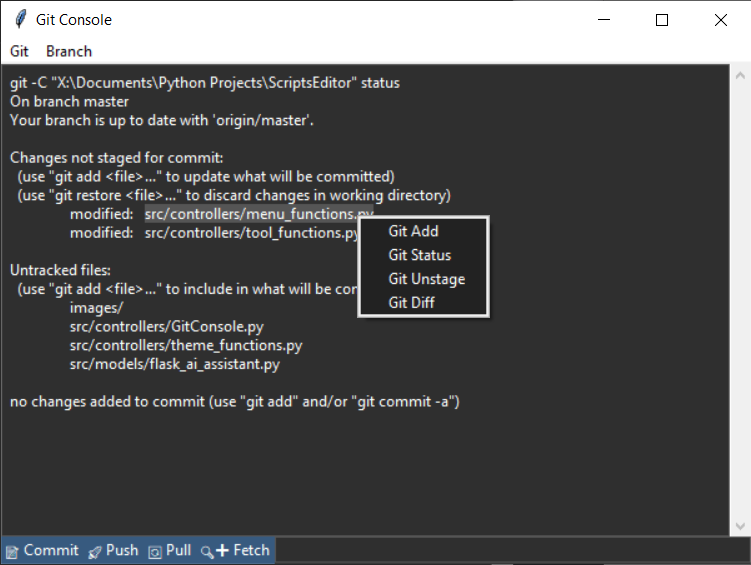 Git Console
Git Branch
git -C "X:\Documents\Python Projects\ScriptsEditor" status
On branch master
Your branch is up to date with 'origin/master'.
Changes not staged for commit:
(use "git add <file>..." to update what will be committed)
(use "git restore <file>..." to discard changes in working directory)
modified: src/controllers/menu_functions.py
modified: src/controllers/tool_functions.py
Git Add
Git Status
Git Unstage
Git Diff
Untracked files:
(use "git add <file>..." to include in what will be
images/
src/controllers/GitConsole.py
src/controllers/theme_functions.py
src/models/flask_ai_assistant.py
no changes added to commit (use "git add" and/or "git commit -a")
Commit Push Pull Fetch